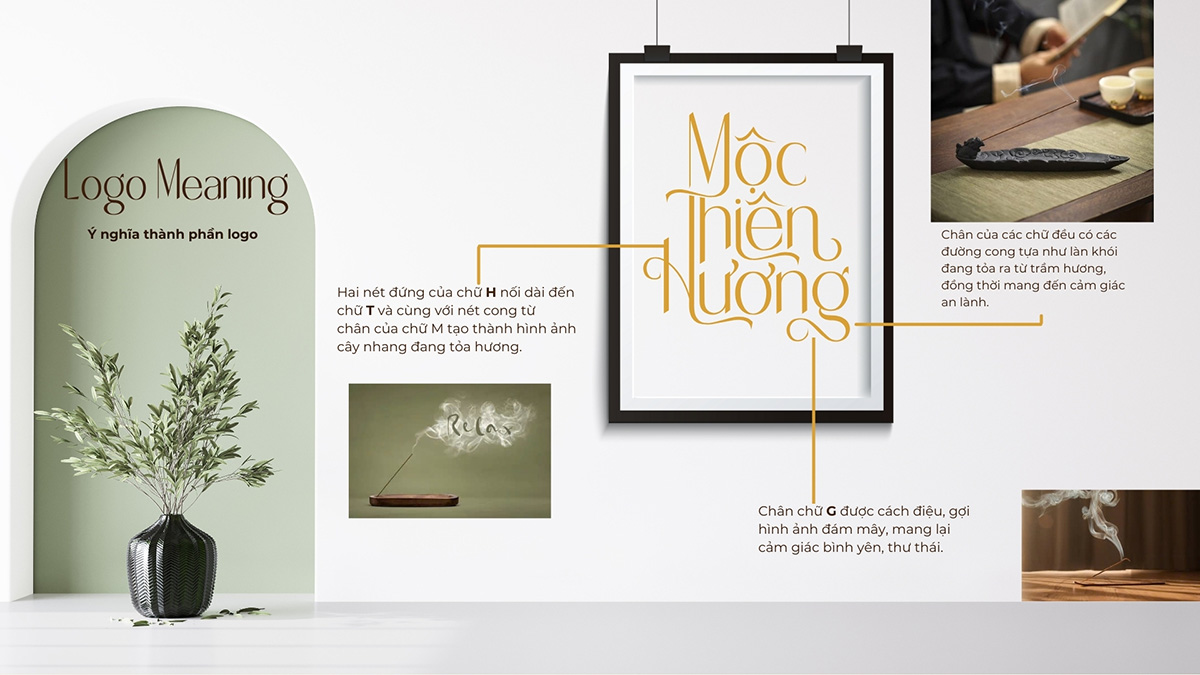 Logo Meaning
Ý nghĩa thành phần logo
Hai nét đứng của chữ H nối dài đến
chữ T và cùng với nét cong từ
chân của chữ M tạo thành hình ảnh
cây nhang đang tỏa hương.
Relax
Mộc
Thiên
Hương
Chân của các chữ đều có các
đường cong tựa như làn khói
đang tỏa ra từ trầm hương,
đồng thời mang đến cảm giác
an lành.
Chân chữ G được cách điệu, gợi
hình ảnh đám mây, mang lại
cảm giác bình yên, thư thái.